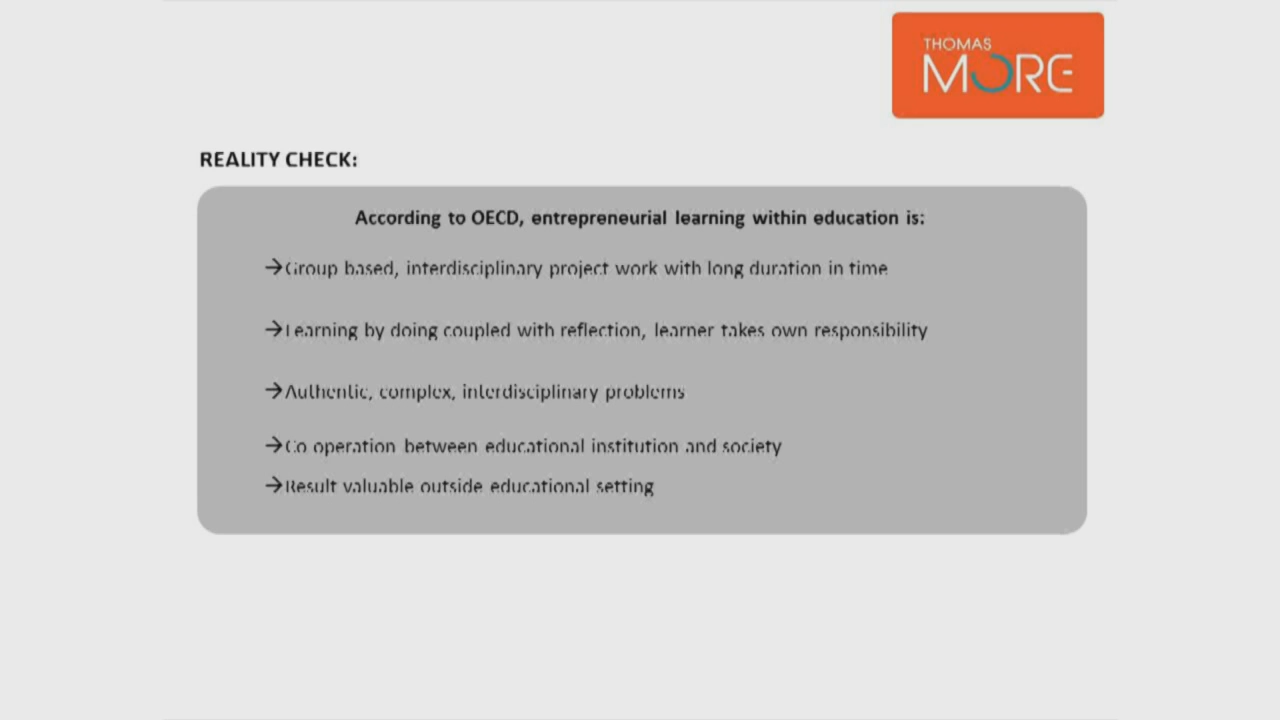 THOMAS
MORE
REALITY CHECK:
According to OECD, entrepreneurial learning within education is:
→Group based, interdisciplinary project work with long duration in time
→Learning by doing coupled with reflection, learner takes own responsibility
→Authentic, complex, interdisciplinary problems
→Co operation between educational institution and society
→Result valuable outside educational setting